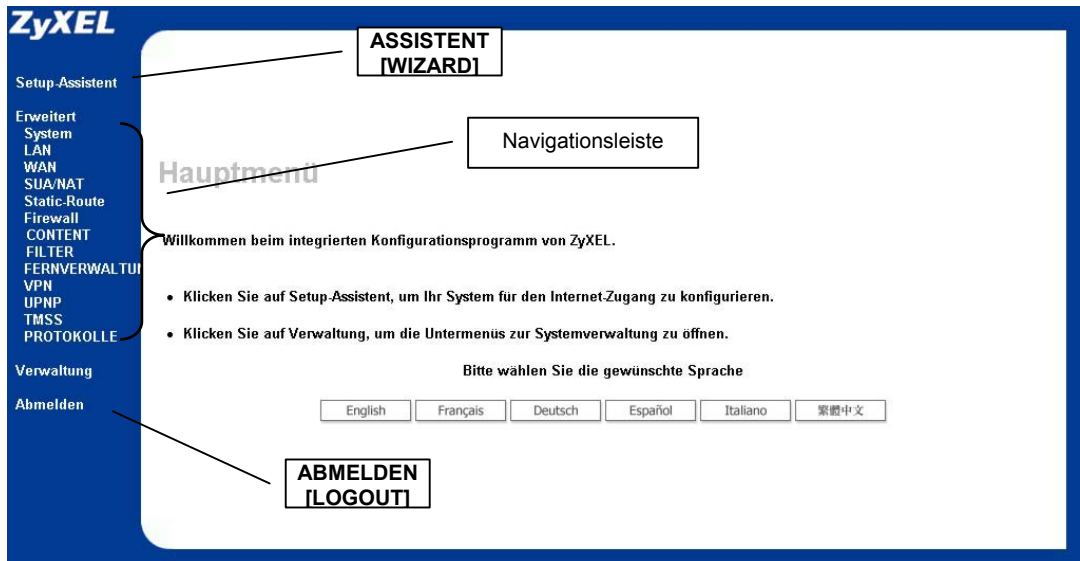 ZyXEL
ASSISTENT
[WIZARD]
Setup-Assistent
Erweitert
System
LAN
WAN
SUA/NAT
Static-Route
Firewall
CONTENT
FILTER
FERNVERWALTUN
VPN
UPNP
TMSS
PROTOKOLLE
Verwaltung
Abmelden
Navigationsleiste
Hauptmenü
Willkommen beim integrierten Konfigurationsprogramm von ZyXEL.
• Klicken Sie auf Setup-Assistent, um Ihr System für den Internet-Zugang zu konfigurieren.
• Klicken Sie auf Verwaltung, um die Untermenüs zur Systemverwaltung zu öffnen.
Bitte wählen Sie die gewünschte Sprache
English Français Deutsch Español Italiano 繁體中文
ABMELDEN
[LOGOUT]